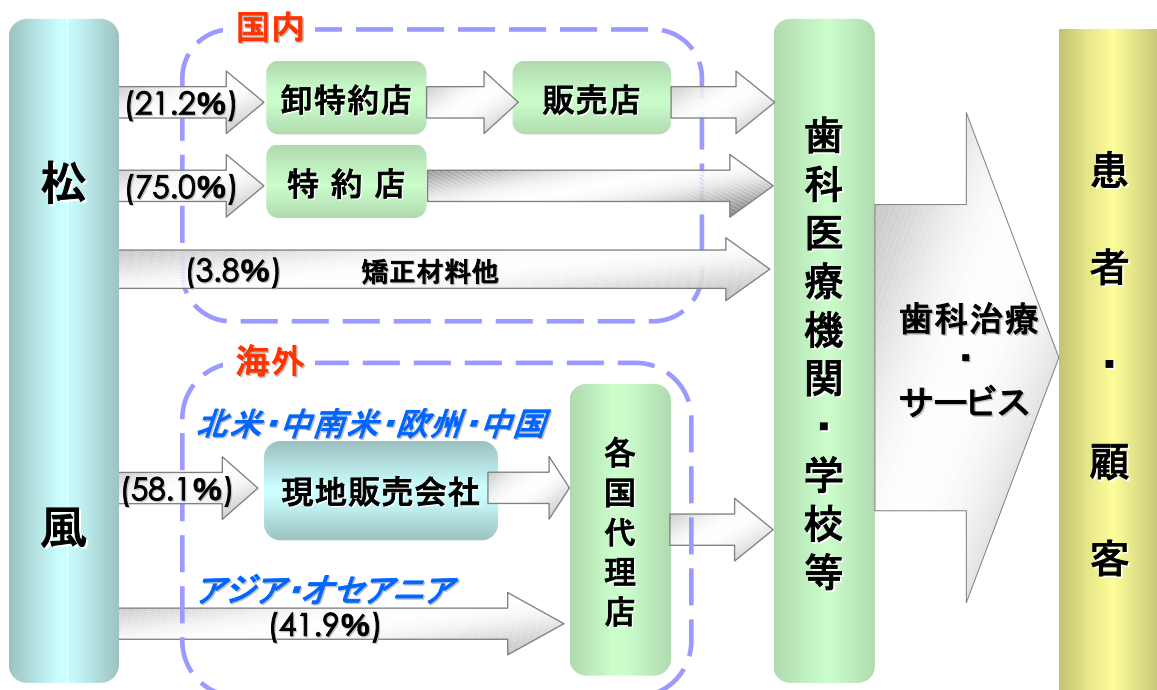 松風
国内
(21.2%)
卸特約店
販売店
(75.0%)
特約店
(3.8%)
矯正材料他
海外
北米・中南米・欧州・中国
(58.1%)
現地販売会社
アジア・オセアニア
(41.9%)
各国代理店
歯科医療機関・学校等
歯科治療
・
サービス
患者・顧客